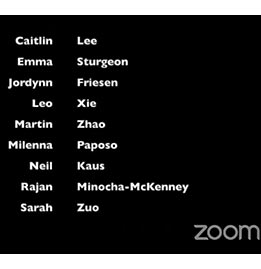 Caitlin Lee
Emma Sturgeon
Jordynn Friesen
Leo Xie
Martin Zhao
Milenna Paposo
Neil Kaus
Rajan Minocha-McKenney
Sarah Zuo
zoom